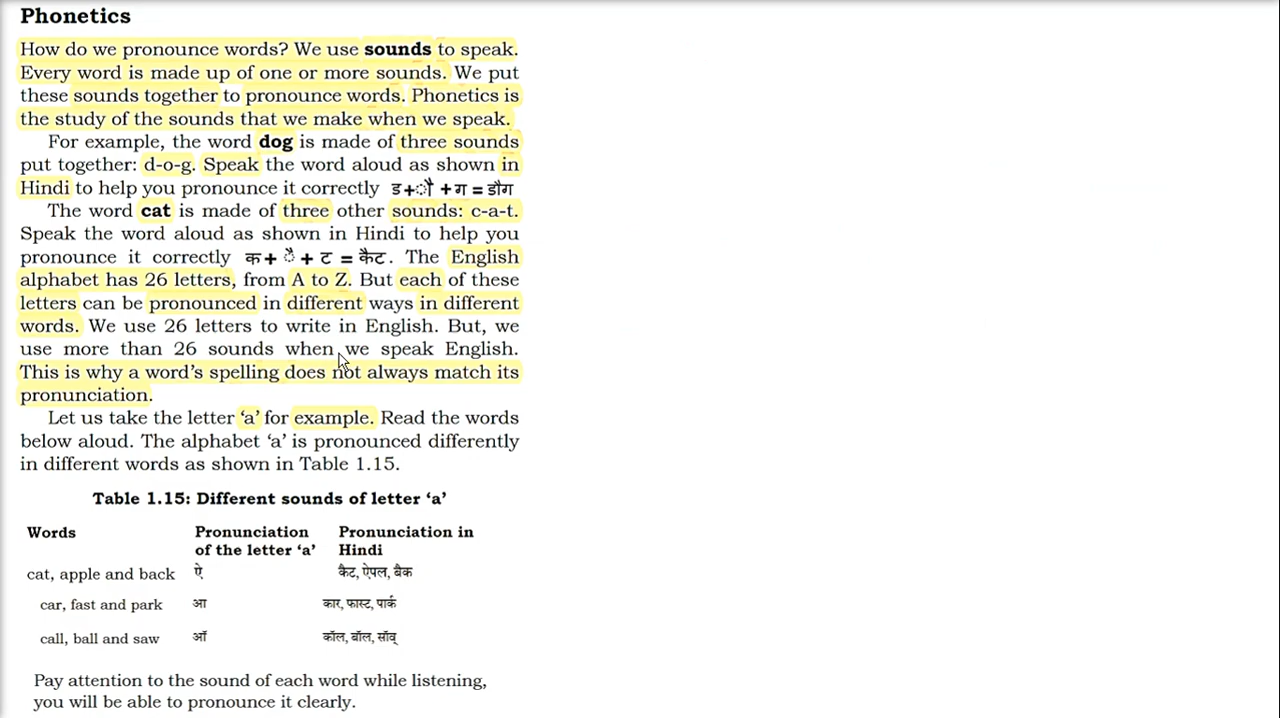 Phonetics
How do we pronounce words? We use sounds to speak.
Every word is made up of one or more sounds. We put
these sounds together to pronounce words. Phonetics is
the study of the sounds that we make when we speak.
For example, the word dog is made of three sounds
put together: d-o-g. Speak the word aloud as shown in
Hindi to help you pronounce it correctly ड+ौ +ग = डौग
The word cat is made of three other sounds: c-a-t.
Speak the word aloud as shown in Hindi to help you
pronounce it correctly क+ ै + ट = कैट. The English
alphabet has 26 letters, from A to Z. But each of these
letters can be pronounced in different ways in different
words. We use 26 letters to write in English. But, we
use more than 26 sounds when we speak English.
This is why a word's spelling does not always match its
pronunciation.
Let us take the letter 'a' for example. Read the words
below aloud. The alphabet 'a' is pronounced differently
in different words as shown in Table 1.15.
Table 1.15: Different sounds of letter 'a'
Words Pronunciation of the letter 'a' Pronunciation in Hindi
cat, apple and back ऐ कैट, ऐपल, बैक
car, fast and park आ कार, फास्ट, पार्क
call, ball and saw ऑ कॉल, बॉल, सॉव्
Pay attention to the sound of each word while listening,
you will be able to pronounce it clearly.